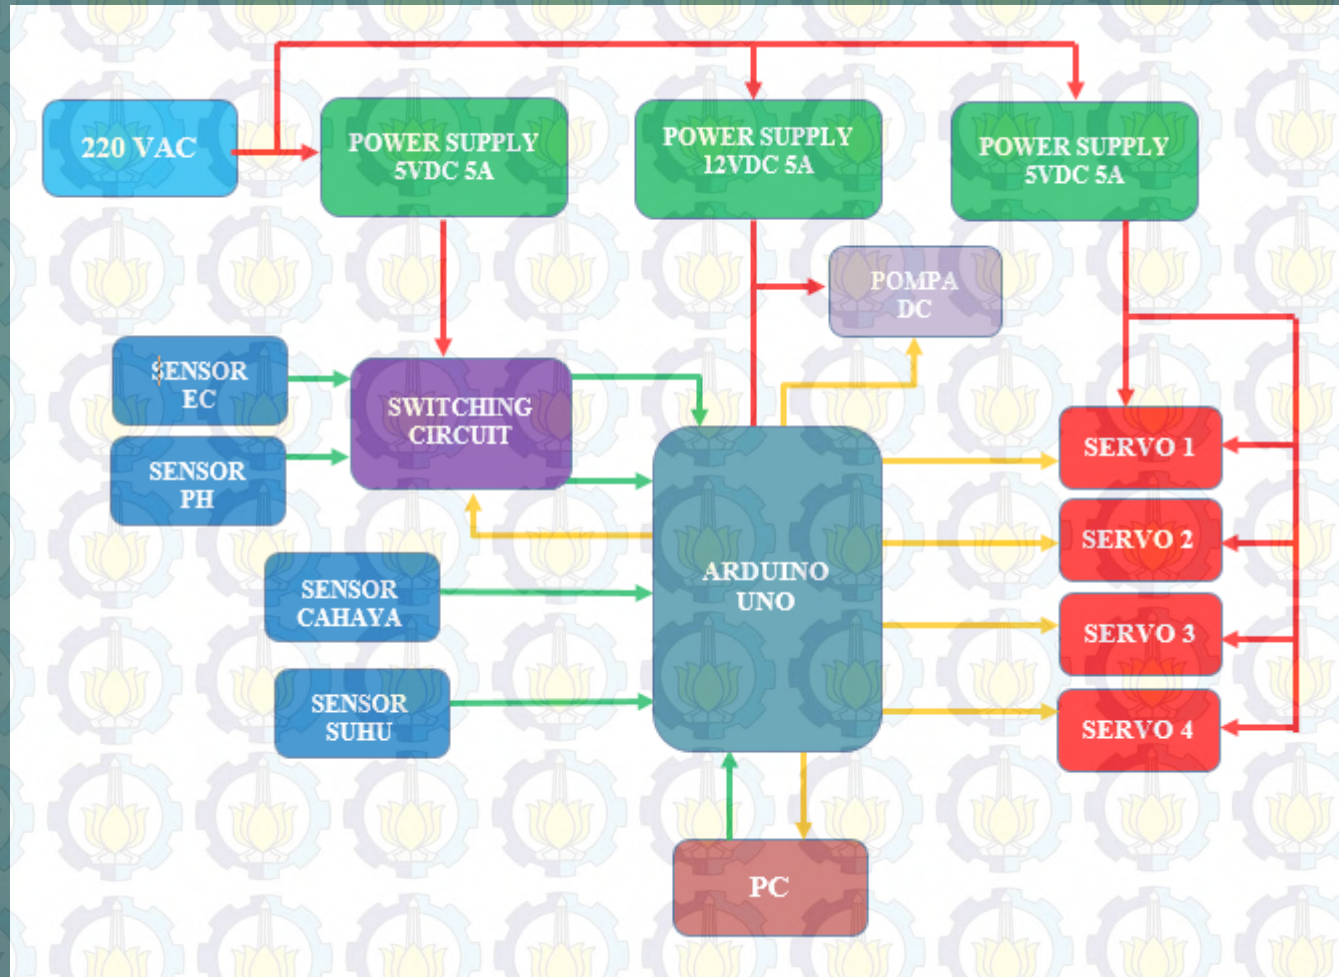 220 VAC
POWER SUPPLY
5VDC 5A
POWER SUPPLY
12VDC 5A
POWER SUPPLY
5VDC 5A
POMPA
DC
SENSOR
EC
SWITCHING
CIRCUIT
SENSOR
PH
SERVO 1
SERVO 2
ARDUINO
UNO
SENSOR
CAHAYA
SERVO 3
SENSOR
SUHU
SERVO 4
PC